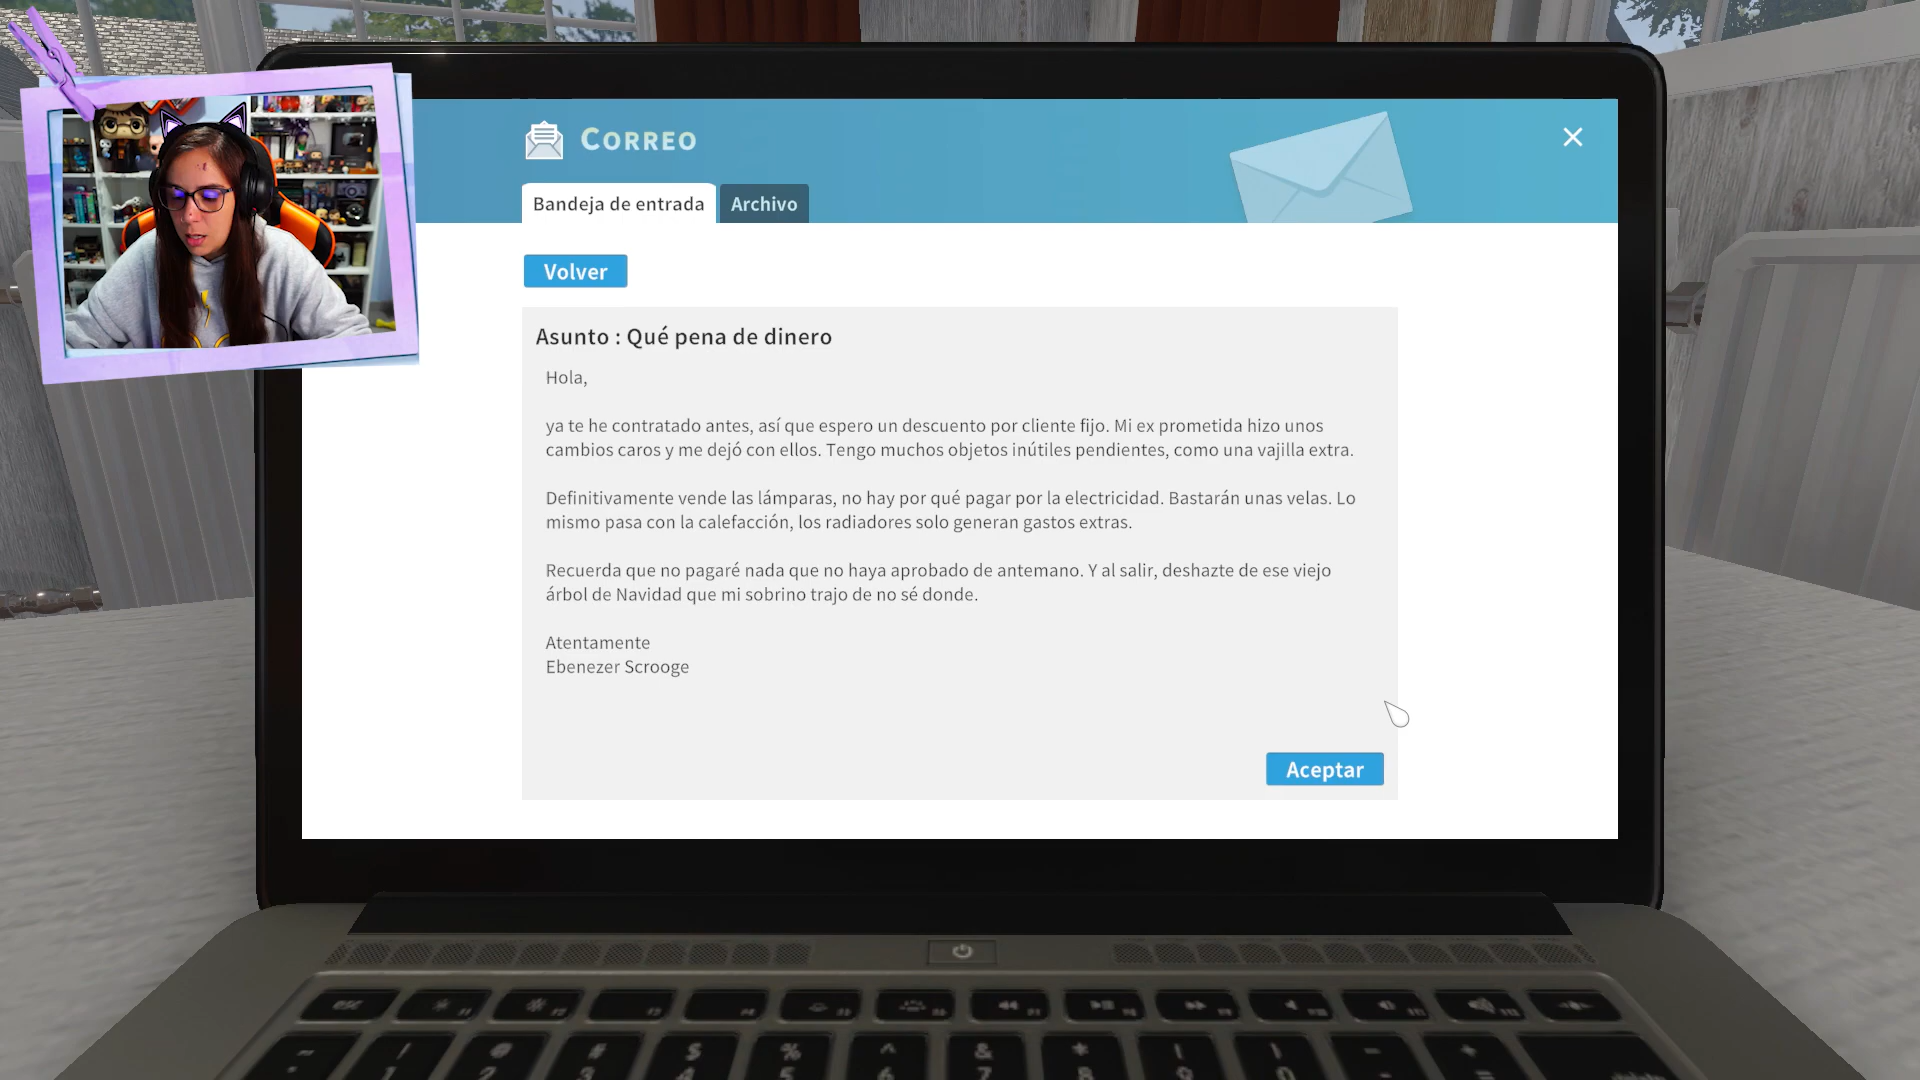 Correo
Bandeja de entrada
Archivo
Volver
Asunto : Qué pena de dinero
Hola,
ya te he contratado antes, así que espero un descuento por cliente fijo. Mi ex prometida hizo unos
cambios caros y me dejó con ellos. Tengo muchos objetos inútiles pendientes, como una vajilla extra.
Definitivamente vende las lámparas, no hay por qué pagar por la electricidad. Bastarán unas velas. Lo
mismo pasa con la calefacción, los radiadores solo generan gastos extras.
Recuerda que no pagaré nada que no haya aprobado de antemano. Y al salir, deshazte de ese viejo
árbol de Navidad que mi sobrino trajo de no sé donde.
Atentamente
Ebenezer Scrooge
Aceptar
esc